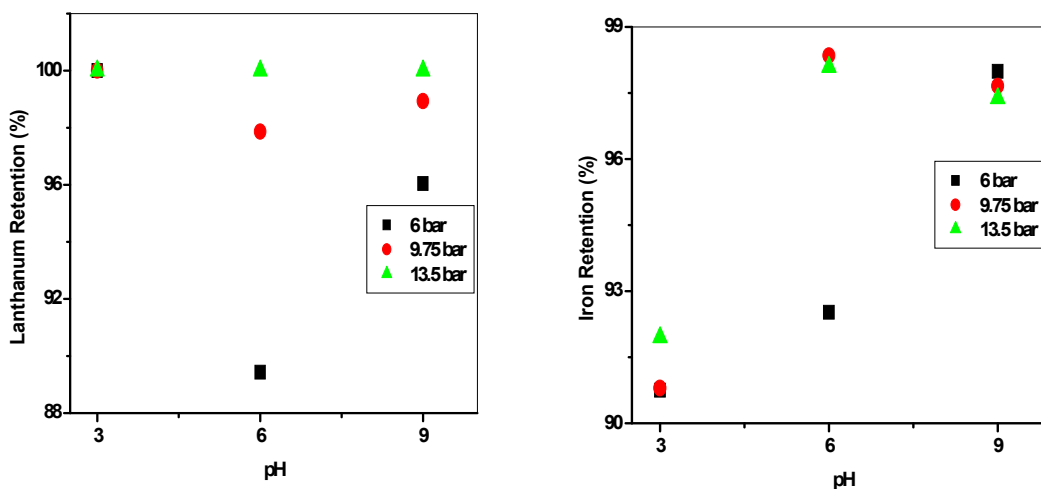 Lanthanum Retention (%)
100
96
92
88
3 6 9
pH
6 bar
9.75 bar
13.5 bar
Iron Retention (%)
99
96
93
90
3 6 9
pH
6 bar
9.75 bar
13.5 bar